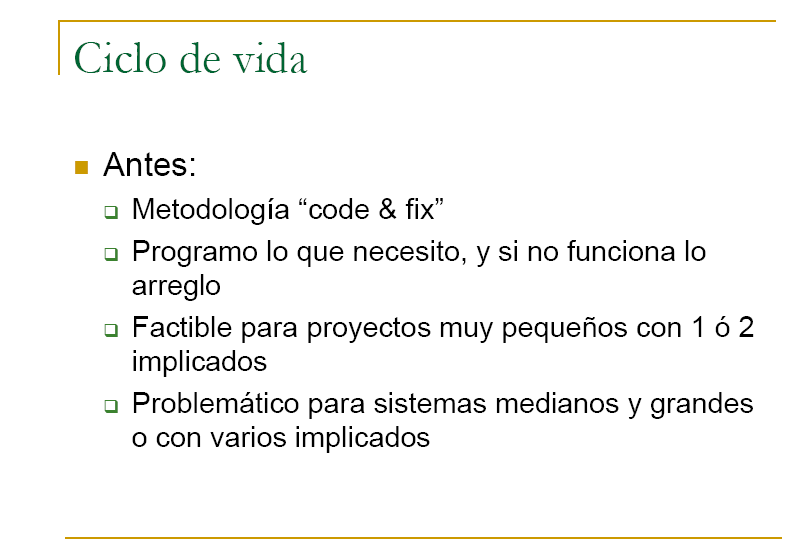 Ciclo de vida
Antes:
Metodología “code & fix”
Programo lo que necesito, y si no funciona lo
arreglo
Factible para proyectos muy pequeños con 1 ó 2
implicados
Problemático para sistemas medianos y grandes
o con varios implicados